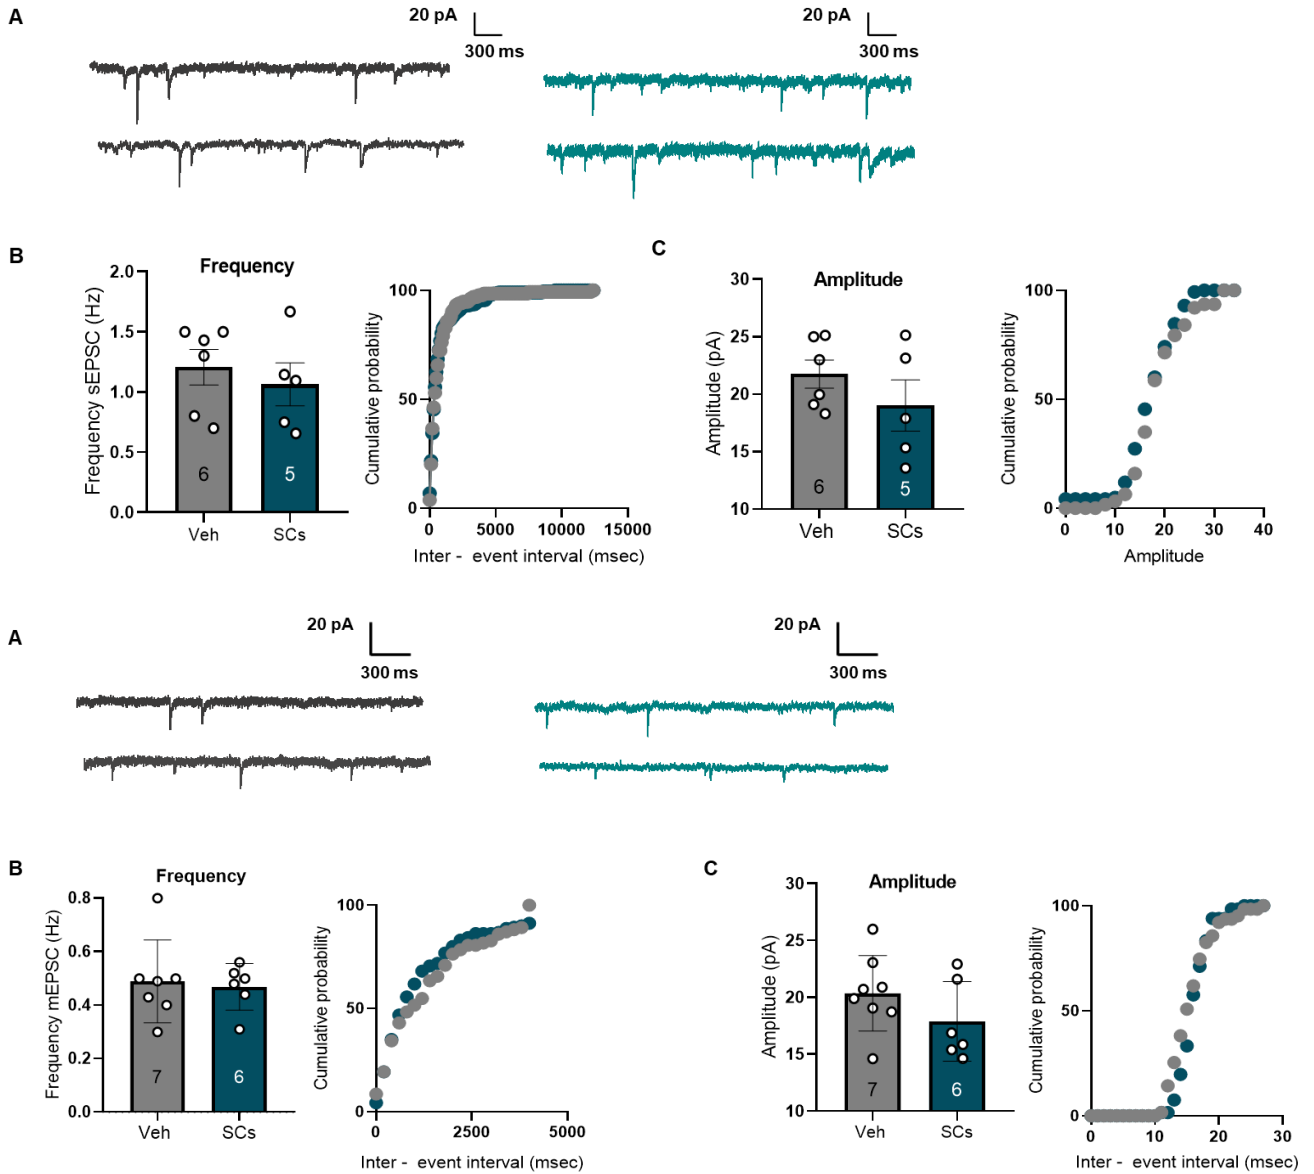 A
20 pA
300 ms
20 pA
300 ms
B
Frequency
Frequency sEPSC (Hz)
2.0
1.5
1.0
0.5
0.0
6
5
Veh
SCs
Cumulative probability
100
50
0
0
5000
10000
15000
Inter - event interval (msec)
C
Amplitude
Amplitude (pA)
30
25
20
15
10
6
5
Veh
SCs
Cumulative probability
100
50
0
0
10
20
30
40
Amplitude
A
20 pA
300 ms
20 pA
300 ms
B
Frequency
Frequency mEPSC (Hz)
0.8
0.6
0.4
0.2
0.0
7
6
Veh
SCs
Cumulative probability
100
50
0
0
2500
5000
Inter - event interval (msec)
C
Amplitude
Amplitude (pA)
30
25
20
15
10
7
6
Veh
SCs
Cumulative probability
100
50
0
0
10
20
30
Inter - event interval (msec)